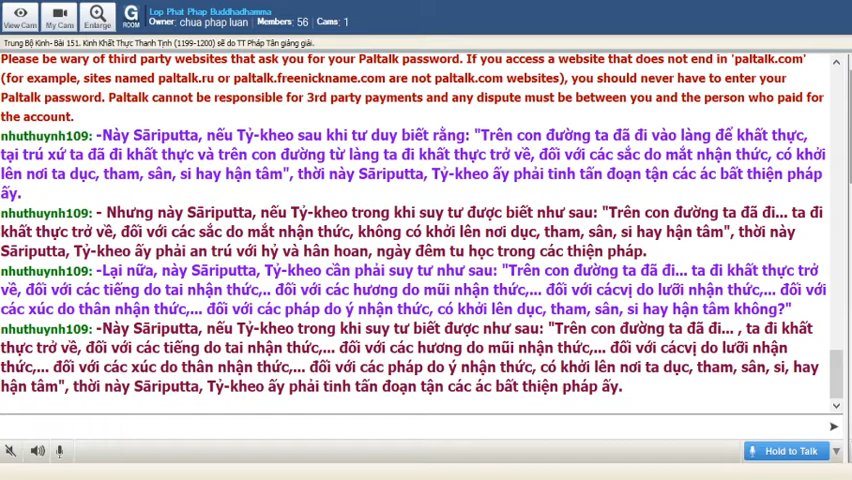 Lop Phat Phap Buddhadhamma
Owner: chua phap luan Members: 56 Cams: 1
View Cam
My Cam
Enlarge
G
ROOM
Trung Bộ Kinh- Bài 151. Kinh Khất Thực Thanh Tịnh (1199-1200) sẽ do TT Pháp Tân giảng giải.
Please be wary of third party websites that ask you for your Paltalk password. If you access a website that does not end in 'paltalk.com'
(for example, sites named paltalk.ru or paltalk.freenickname.com are not paltalk.com websites), you should never have to enter your
Paltalk password. Paltalk cannot be responsible for 3rd party payments and any dispute must be between you and the person who paid for
the account.
nhuthuynh109: -Này Sāriputta, nếu Tỷ-kheo sau khi tư duy biết rằng: "Trên con đường ta đã đi vào làng để khất thực,
tại trú xứ ta đã đi khất thực và trên con đường từ làng ta đi khất thực trở về, đối với các sắc do mắt nhận thức, có khởi
lên nơi ta dục, tham, sân, si hay hận tâm", thời này Sāriputta, Tỷ-kheo ấy phải tinh tấn đoạn tận các ác bất thiện pháp
ấy.
nhuthuynh109: - Nhưng này Sāriputta, nếu Tỷ-kheo trong khi suy tư được biết như sau: "Trên con đường ta đã đi... ta đi
khất thực trở về, đối với các sắc do mắt nhận thức, không có khởi lên nơi ta dục, tham, sân, si hay hận tâm", thời này
Sāriputta, Tỷ-kheo ấy phải an trú với hỷ và hân hoan, ngày đêm tu học trong các thiện pháp.
nhuthuynh109: -Lại nữa, này Sāriputta, Tỷ-kheo cần phải suy tư như sau: "Trên con đường ta đã đi... ta đi khất thực trở
về, đối với các tiếng do tai nhận thức,.. đối với các hương do mũi nhận thức,... đối với cácvị do lưỡi nhận thức,... đối với
các xúc do thân nhận thức,... đối với các pháp do ý nhận thức, có khởi lên dục, tham, sân, si hay hận tâm không?"
nhuthuynh109: -Này Sāriputta, nếu Tỷ-kheo trong khi suy tư biết được như sau: "Trên con đường ta đã đi... , ta đi khất
thực trở về, đối với các tiếng do tai nhận thức,... đối với các hương do mũi nhận thức,... đối với cácvị do lưỡi nhận
thức,... đối với các xúc do thân nhận thức,... đối với các pháp do ý nhận thức, có khởi lên nơi ta dục, tham, sân, si, hay
hận tâm", thời này Sāriputta, Tỷ-kheo ấy phải tinh tấn đoạn tận các ác bất thiện pháp ấy.
Hold to Talk